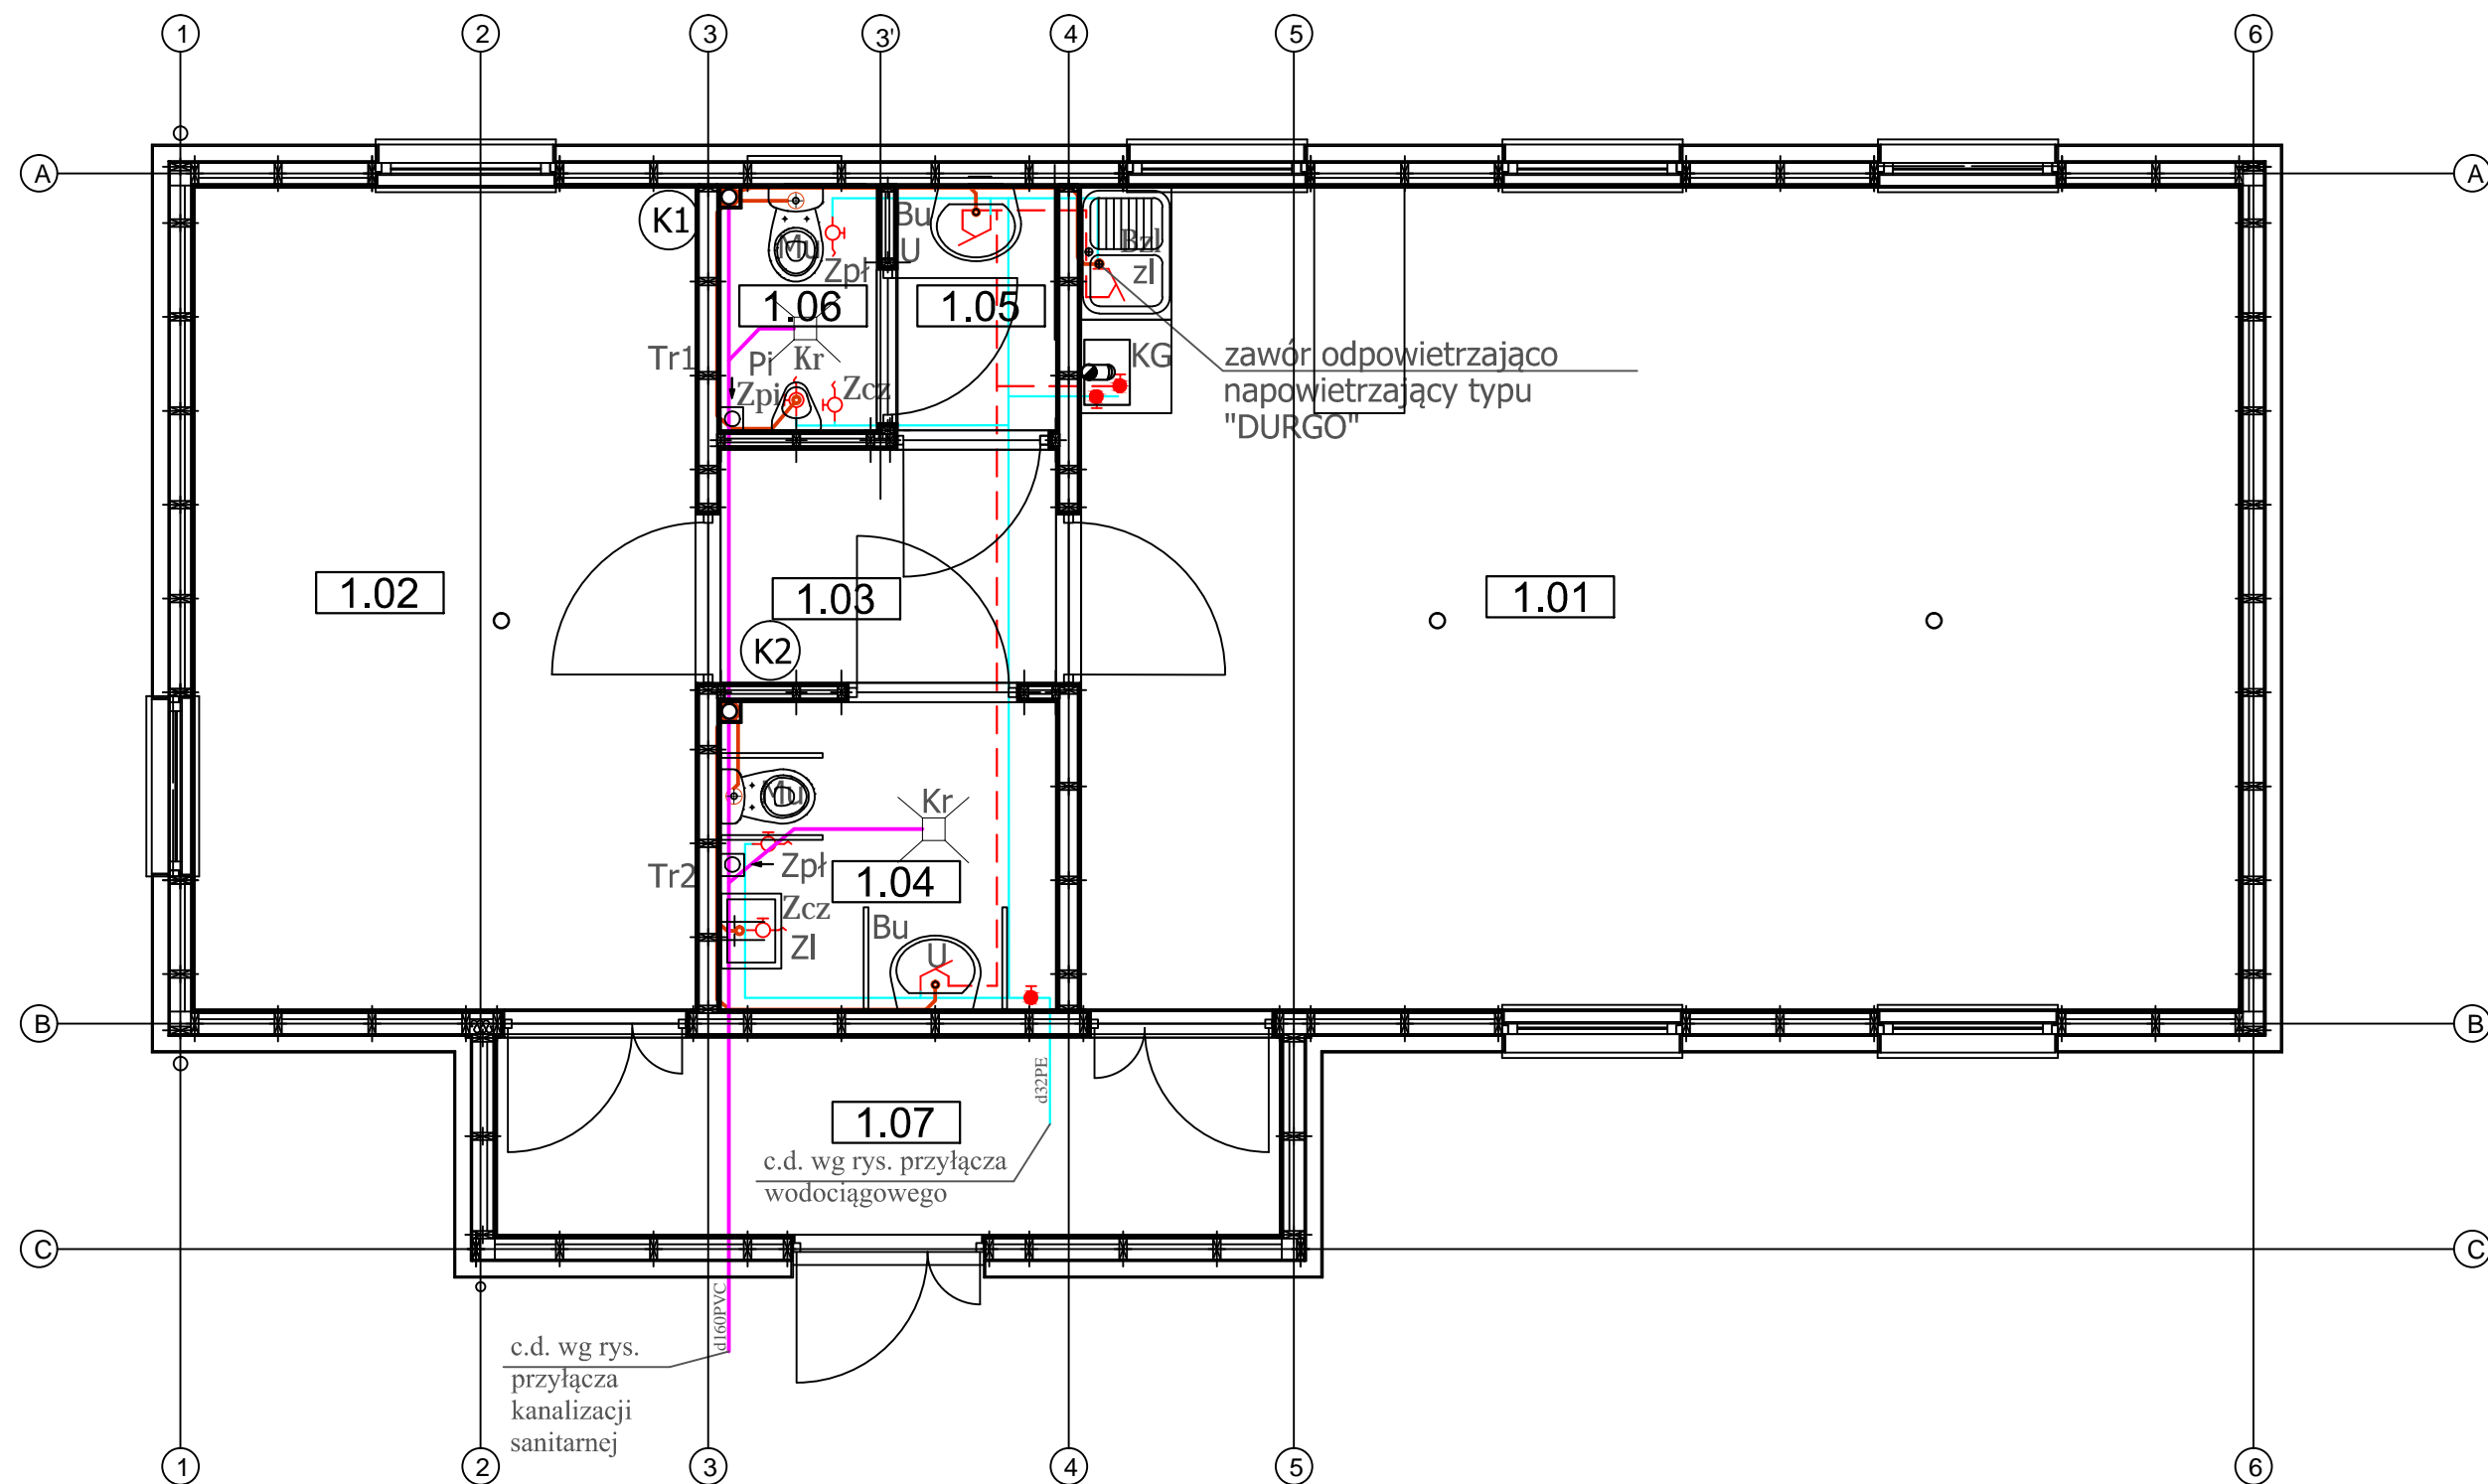 1
2
3
3'
4
5
6
A
A
K1
Mu
Zpł
Bu
U
Bzl
zl
1.06
1.05
Tr1
Pi
Kr
KG
Zpi
Zcz
zawór odpowietrzająco
napowietrzający typu
"DURGO"
1.02
1.03
1.01
K2
Mu
Kr
Tr2
Zpł
1.04
Zcz
Zl
Bu
U
B
B
d32PE
1.07
c.d. wg rys. przyłącza
wodociągowego
C
C
d160PVC
c.d. wg rys.
przyłącza
kanalizacji
sanitarnej
1
2
3
4
5
6